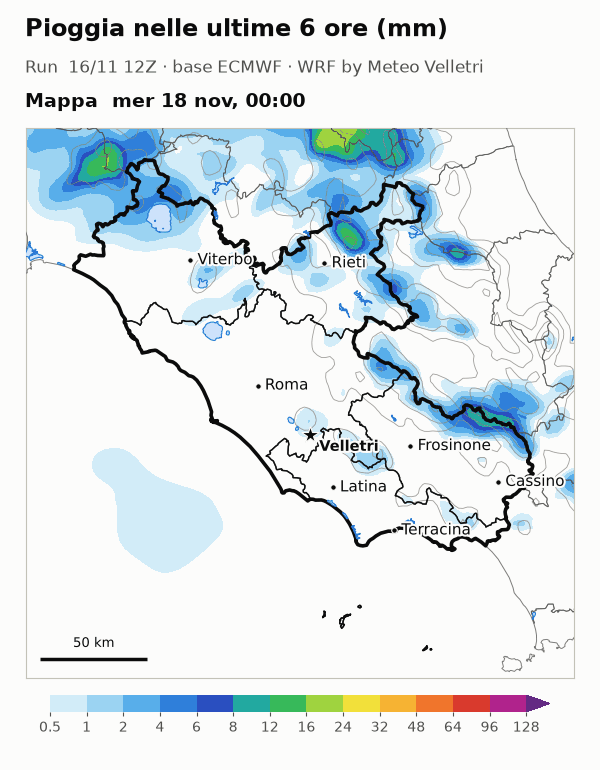 Pioggia nelle ultime 6 ore (mm)
Run 16/11 12Z · base ECMWF · WRF by Meteo Velletri
Mappa mer 18 nov, 00:00
Viterbo
Rieti
Roma
Velletri
Frosinone
Latina
Cassino
Terracina
50 km
0.5 1 2 4 6 8 12 16 24 32 48 64 96 128